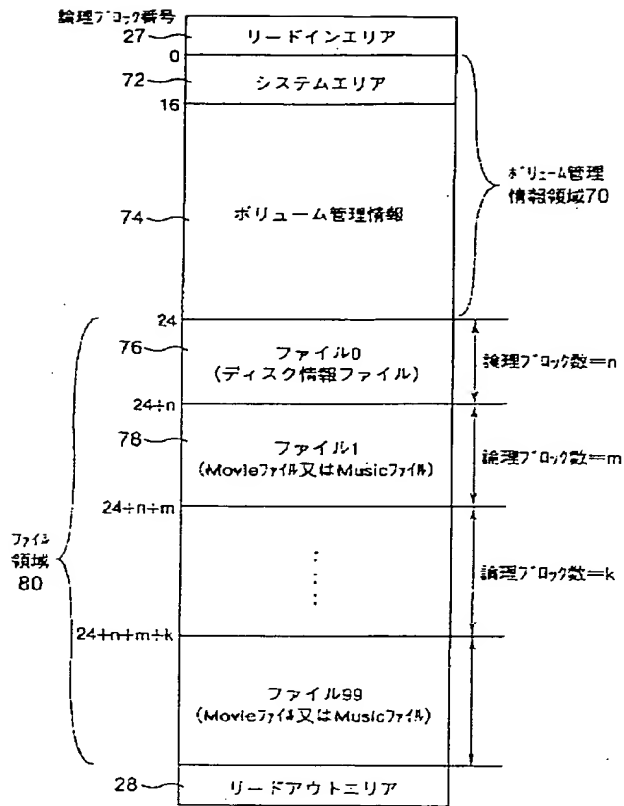 論理ブロック番号
27
リードインエリア
0
72
システムエリア
16
74
ボリューム管理情報
ボリューム管理
情報領域70
24
76
ファイル0
(ディスク情報ファイル)
論理ブロック数=n
24+n
78
ファイル1
(Movieファイル又はMusicファイル)
論理ブロック数=m
24+n+m
ファイル
領域
80
論理ブロック数=k
24+n+m+k
ファイル99
(Movieファイル又はMusicファイル)
28
リードアウトエリア